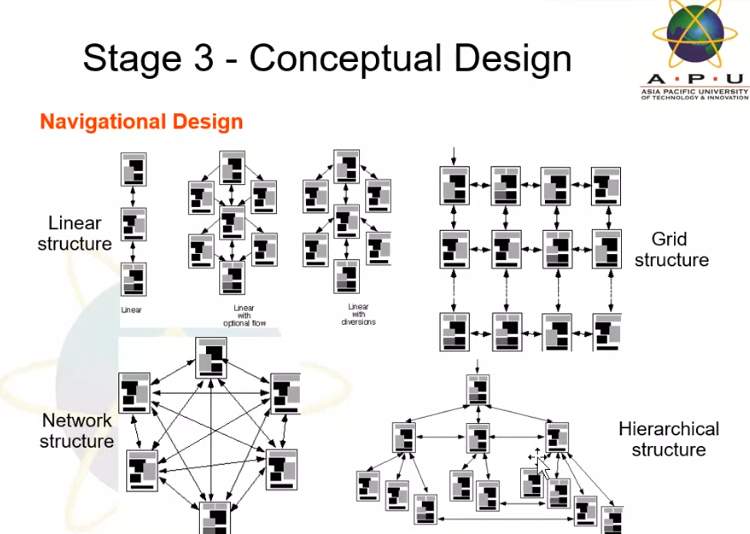 Stage 3 - Conceptual Design
A · P · U
ASIA PACIFIC UNIVERSITY
OF TECHNOLOGY & INNOVATION
Navigational Design
Linear
structure
Linear
Linear
with
optional flow
Linear
with
diversions
Grid
structure
Network
structure
Hierarchical
structure